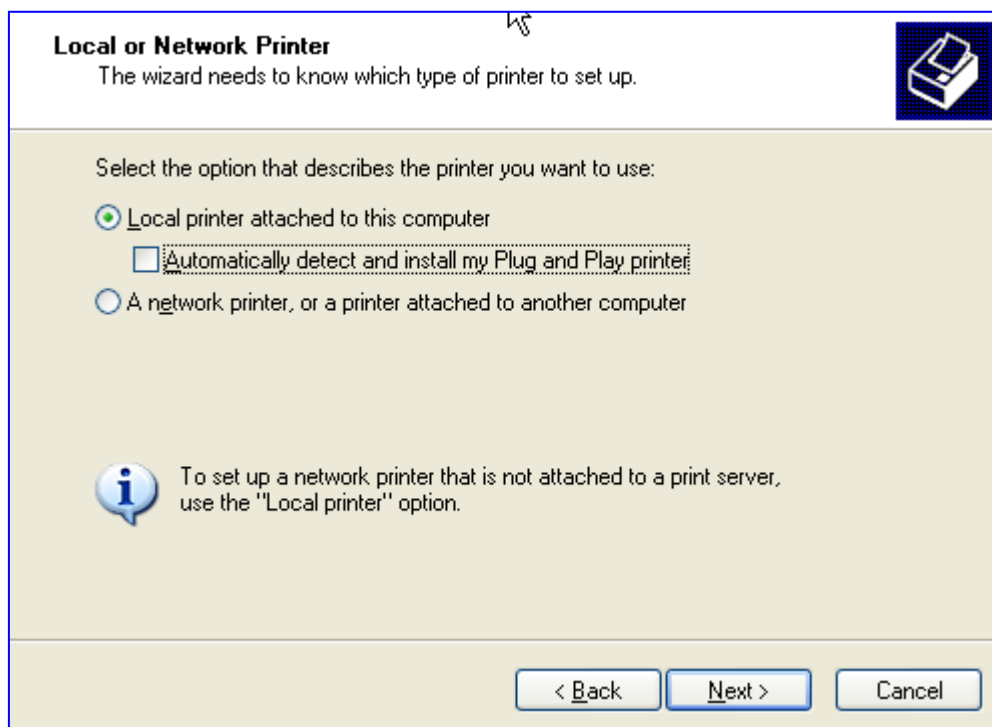 Local or Network Printer
The wizard needs to know which type of printer to set up.
Select the option that describes the printer you want to use:
Local printer attached to this computer
Automatically detect and install my Plug and Play printer
A network printer, or a printer attached to another computer
To set up a network printer that is not attached to a print server,
use the "Local printer" option.
< Back Next > Cancel